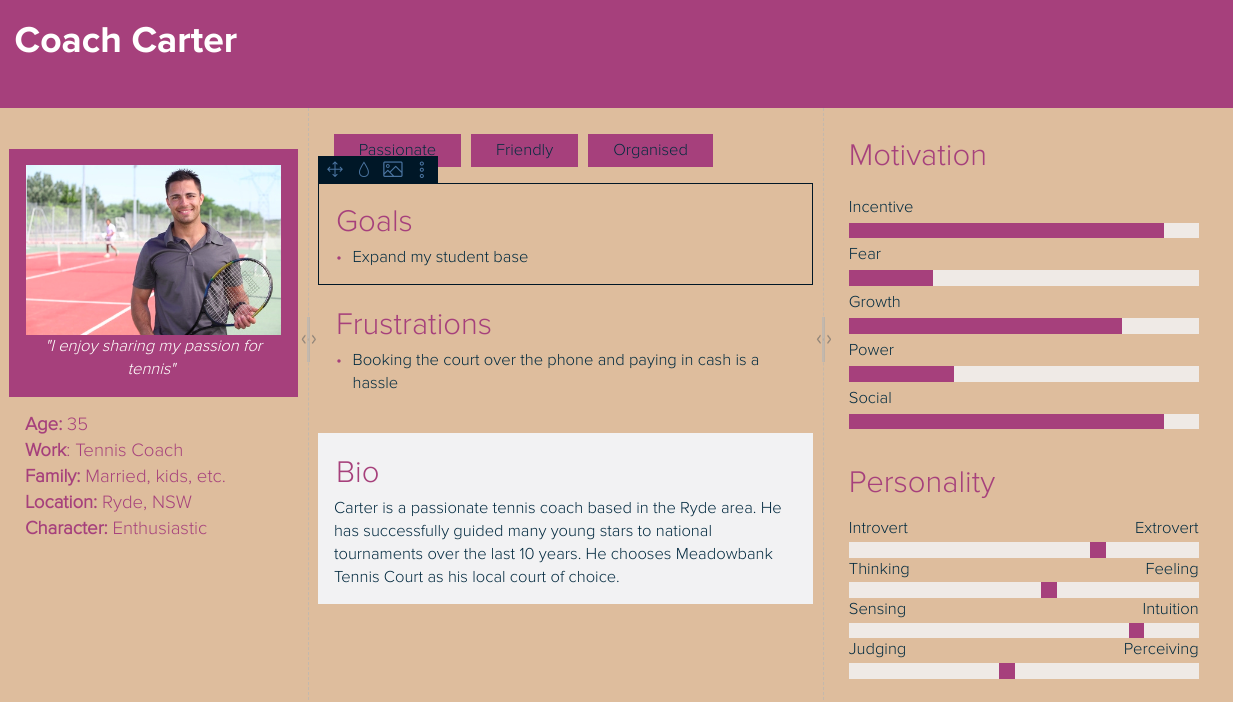 Coach Carter
"I enjoy sharing my passion for
tennis"
Age: 35
Work: Tennis Coach
Family: Married, kids, etc.
Location: Ryde, NSW
Character: Enthusiastic
Passionate
Friendly
Organised
Goals
• Expand my student base
Frustrations
• Booking the court over the phone and paying in cash is a
hassle
Bio
Carter is a passionate tennis coach based in the Ryde area. He
has successfully guided many young stars to national
tournaments over the last 10 years. He chooses Meadowbank
Tennis Court as his local court of choice.
Motivation
Incentive
Fear
Growth
Power
Social
Personality
Introvert Extrovert
Thinking Feeling
Sensing Intuition
Judging Perceiving